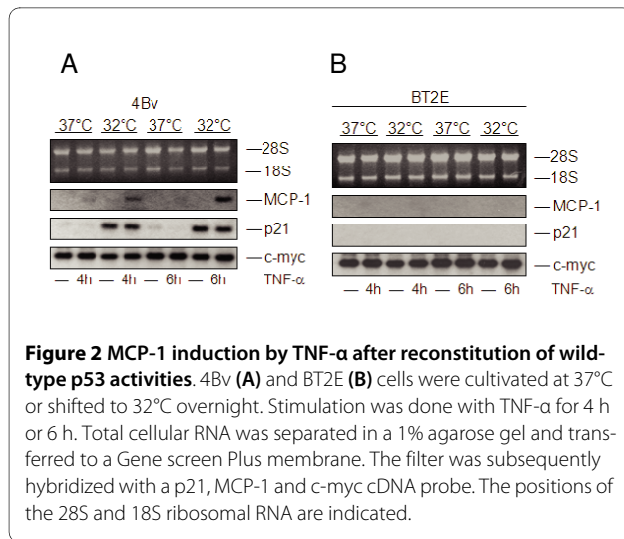 A
B
4Bv
BT2E
37°C 32°C 37°C 32°C
37°C 32°C 37°C 32°C
—28S
18S
—MCP-1
—p21
—c-myc
— 4h — 4h — 6h — 6h TNF-α
—28S
—18S
—MCP-1
—p21
—c-myc
— 4h — 4h — 6h — 6h
TNF-α
Figure 2 MCP-1 induction by TNF-α after reconstitution of wild-
type p53 activities. 4Bv (A) and BT2E (B) cells were cultivated at 37°C
or shifted to 32°C overnight. Stimulation was done with TNF-α for 4 h
or 6 h. Total cellular RNA was separated in a 1% agarose gel and trans-
ferred to a Gene screen Plus membrane. The filter was subsequently
hybridized with a p21, MCP-1 and c-myc cDNA probe. The positions of
the 28S and 18S ribosomal RNA are indicated.